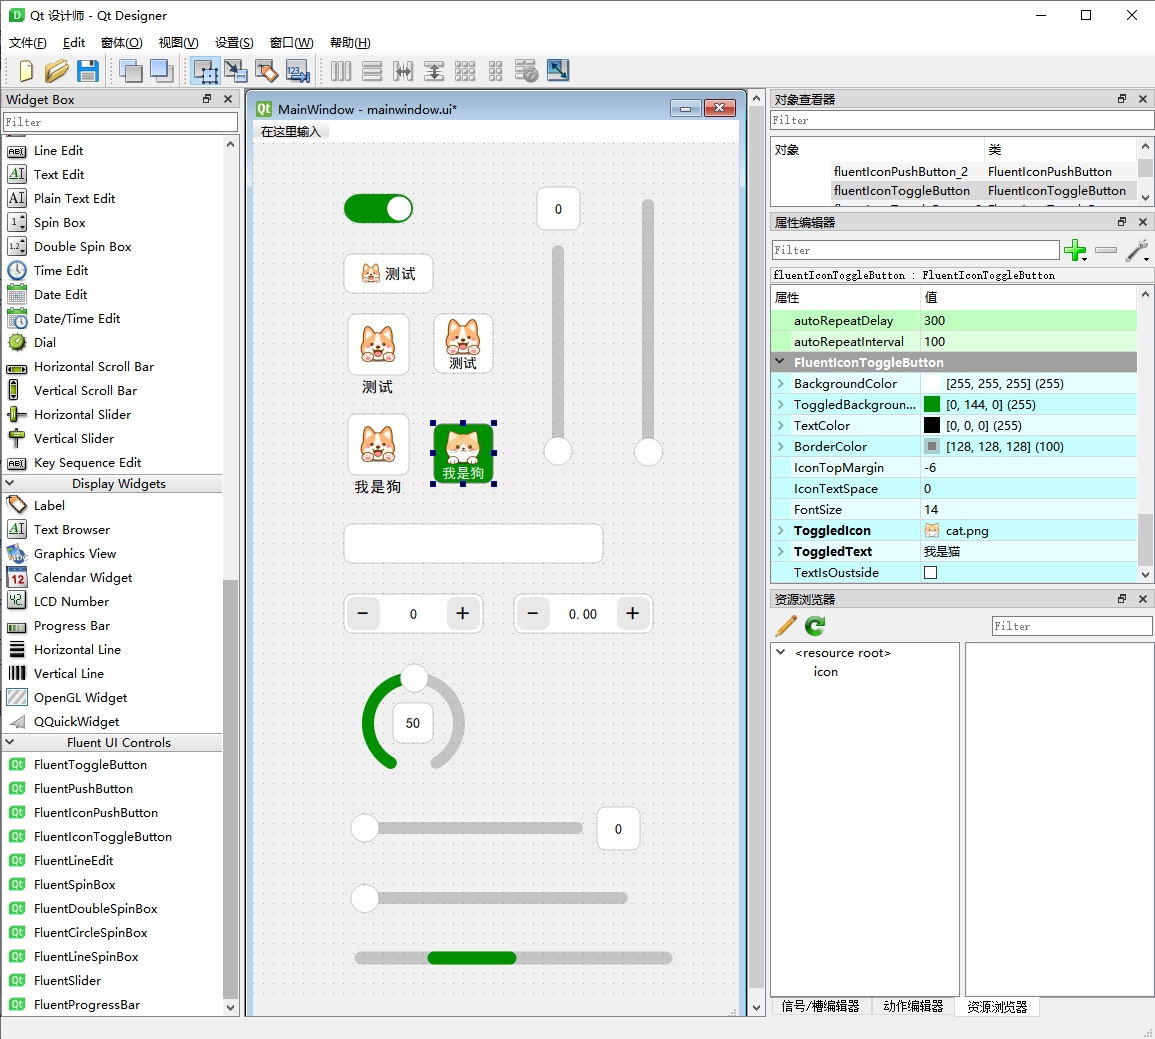 Qt 设计师 - Qt Designer
文件(F) Edit 窗体(O) 视图(V) 设置(S) 窗口(W) 帮助(H)
Widget Box
Filter
Line Edit
Text Edit
Plain Text Edit
Spin Box
Double Spin Box
Time Edit
Date Edit
Date/Time Edit
Dial
Horizontal Scroll Bar
Vertical Scroll Bar
Horizontal Slider
Vertical Slider
Key Sequence Edit
Display Widgets
Label
Text Browser
Graphics View
Calendar Widget
LCD Number
Progress Bar
Horizontal Line
Vertical Line
OpenGL Widget
QQuickWidget
Fluent UI Controls
FluentToggleButton
FluentPushButton
FluentIconPushButton
FluentIconToggleButton
FluentLineEdit
FluentSpinBox
FluentDoubleSpinBox
FluentCircleSpinBox
FluentLineSpinBox
FluentSlider
FluentProgressBar
MainWindow - mainwindow.ui*
在这里输入
0
测试
测试
测试
我是狗
我是狗
− 0 +
− 0.00 +
50
0
对象查看器
Filter
对象 类
fluentIconPushButton_2 FluentIconPushButton
fluentIconToggleButton FluentIconToggleButton
属性编辑器
Filter
fluentIconToggleButton : FluentIconToggleButton
属性 值
autoRepeatDelay 300
autoRepeatInterval 100
FluentIconToggleButton
BackgroundColor [255, 255, 255] (255)
ToggledBackgroun... [0, 144, 0] (255)
TextColor [0, 0, 0] (255)
BorderColor [128, 128, 128] (100)
IconTopMargin -6
IconTextSpace 0
FontSize 14
ToggledIcon cat.png
ToggledText 我是猫
TextIsOustside
资源浏览器
Filter
<resource root>
icon
信号/槽编辑器 动作编辑器 资源浏览器